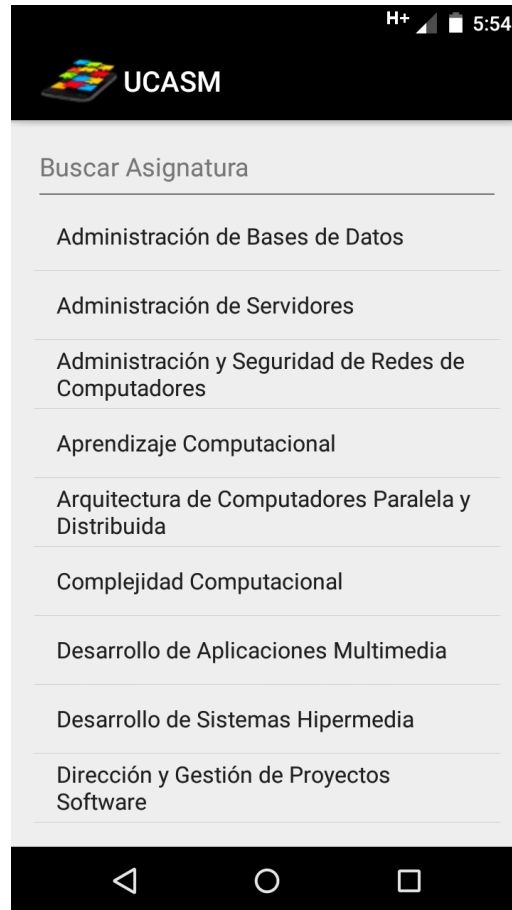 H+ 5:54
UCASM
Buscar Asignatura
Administración de Bases de Datos
Administración de Servidores
Administración y Seguridad de Redes de
Computadores
Aprendizaje Computacional
Arquitectura de Computadores Paralela y
Distribuida
Complejidad Computacional
Desarrollo de Aplicaciones Multimedia
Desarrollo de Sistemas Hipermedia
Dirección y Gestión de Proyectos
Software